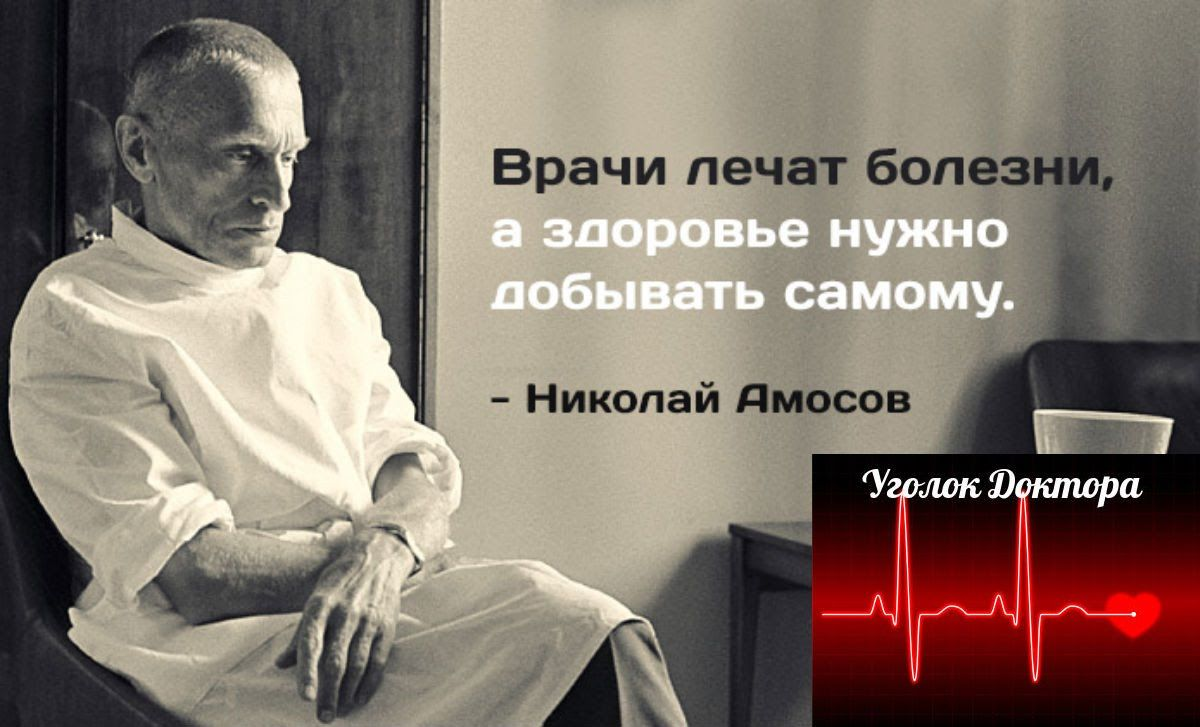 Врачи лечат болезни,
а здоровье нужно
добывать самому.
– Николай Амосов
Уголок Доктора